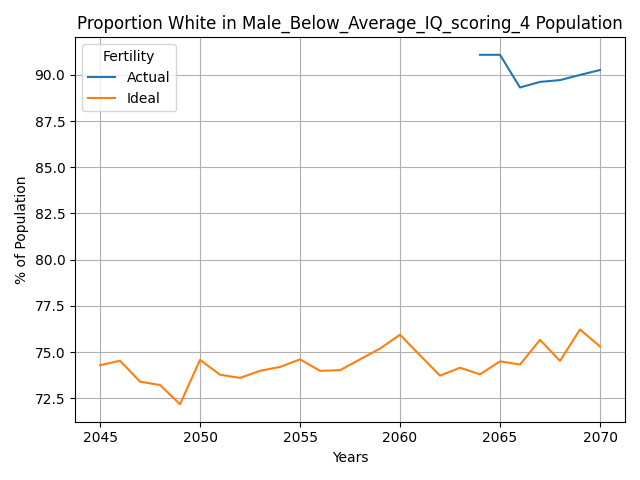 Proportion White in Male_Below_Average_IQ_scoring_4 Population
Fertility
Actual
Ideal
90.0
87.5
85.0
82.5
80.0
77.5
75.0
72.5
% of Population
2045 2050 2055 2060 2065 2070
Years